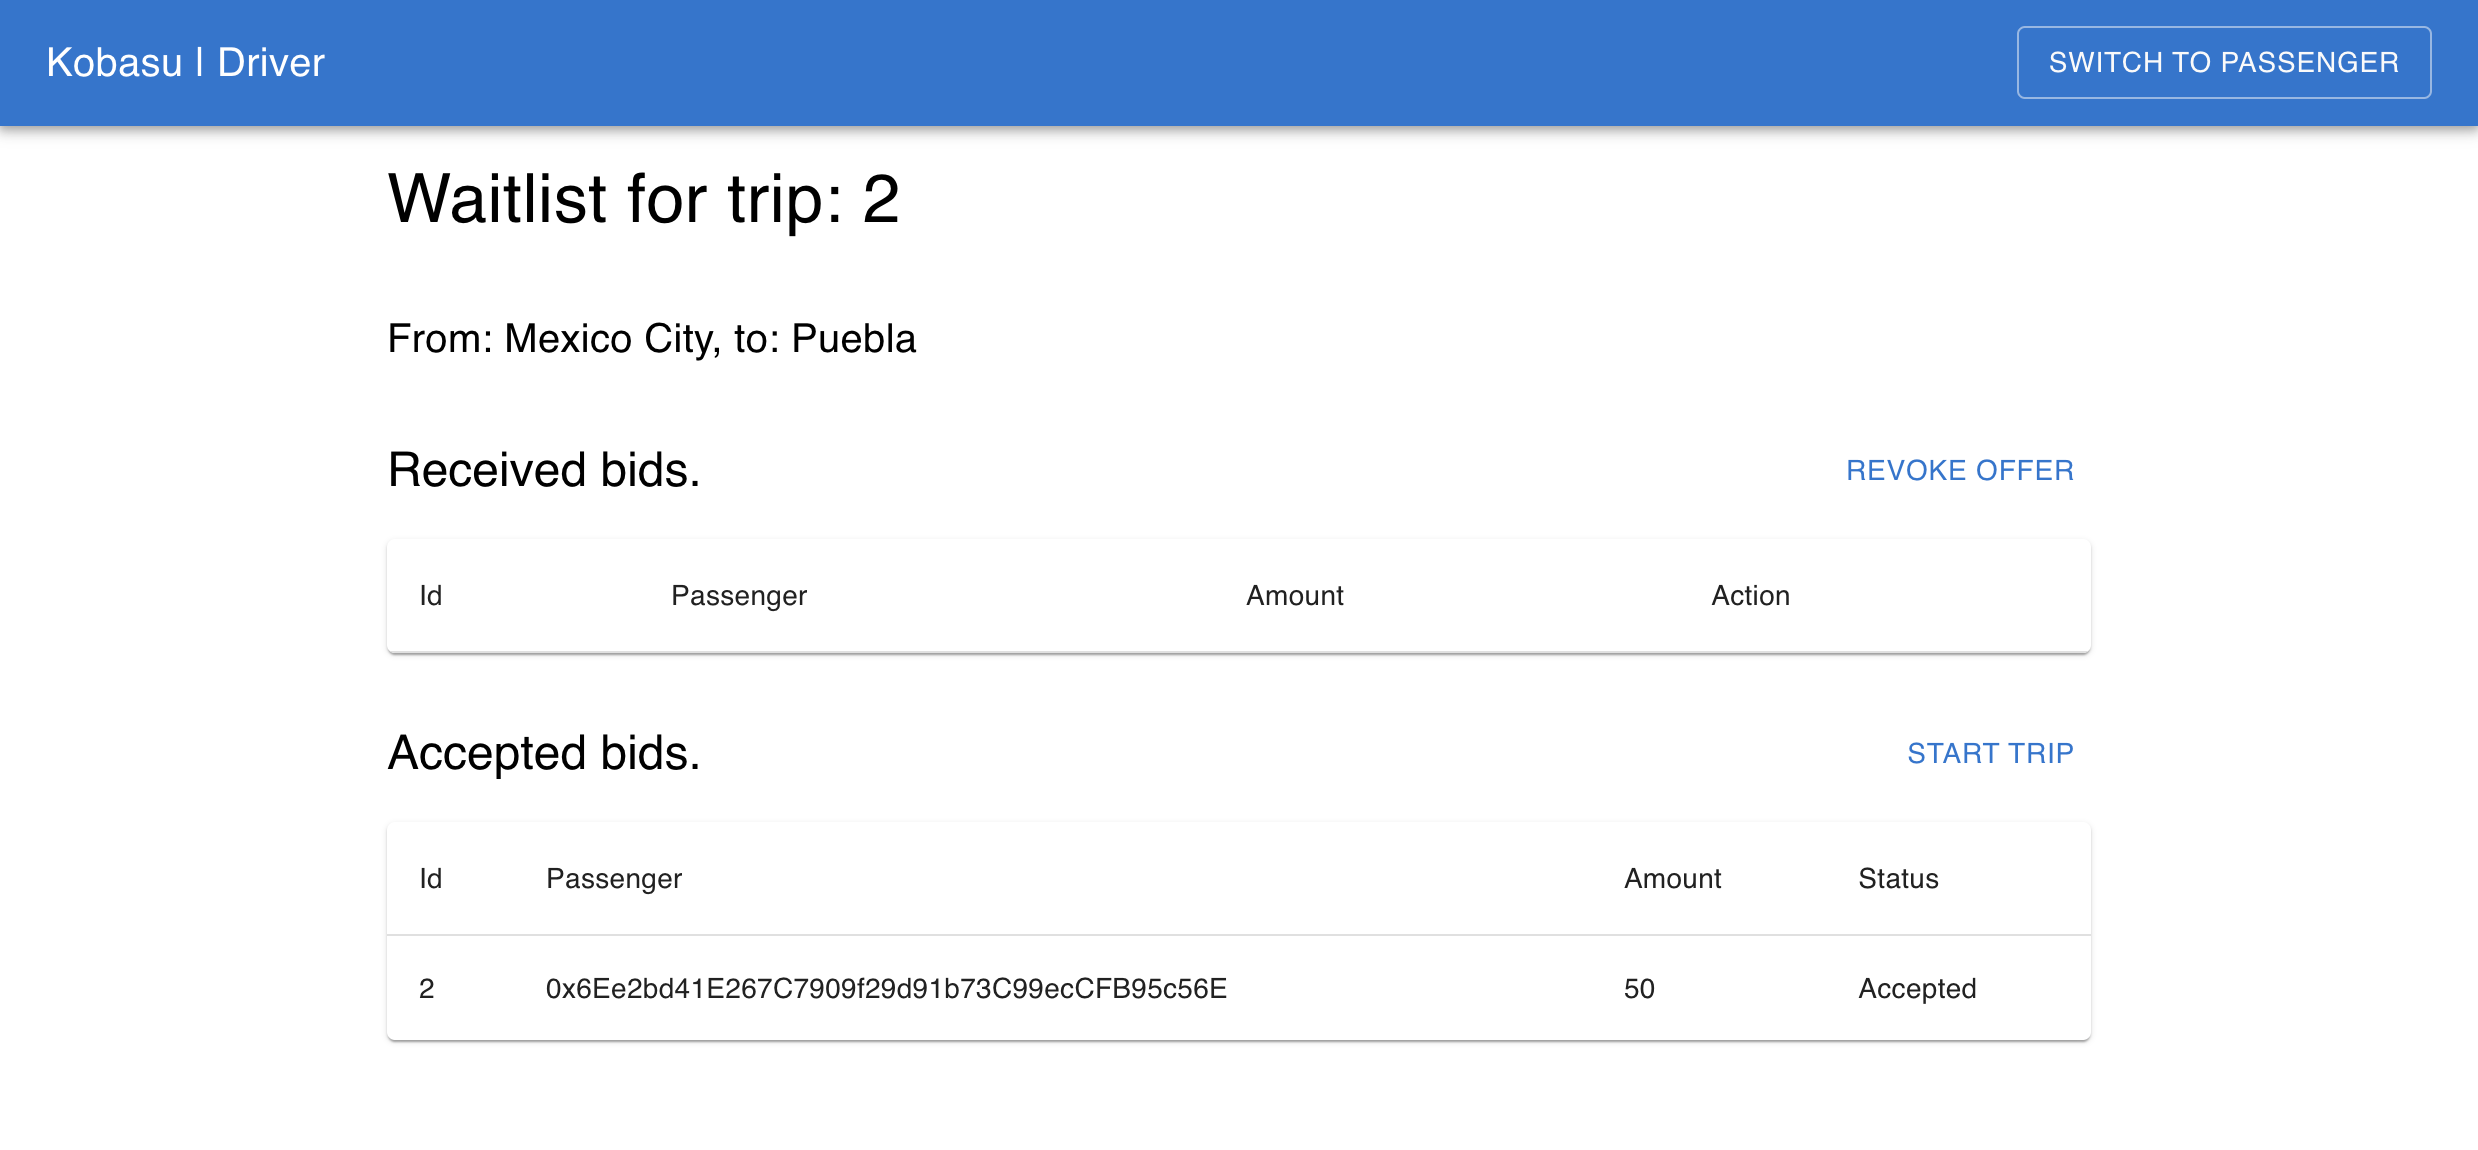 Kobasu | Driver
SWITCH TO PASSENGER
Waitlist for trip: 2
From: Mexico City, to: Puebla
Received bids.
REVOKE OFFER
Id Passenger Amount Action
Accepted bids.
START TRIP
Id Passenger Amount Status
2 0x6Ee2bd41E267C7909f29d91b73C99ecCFB95c56E 50 Accepted